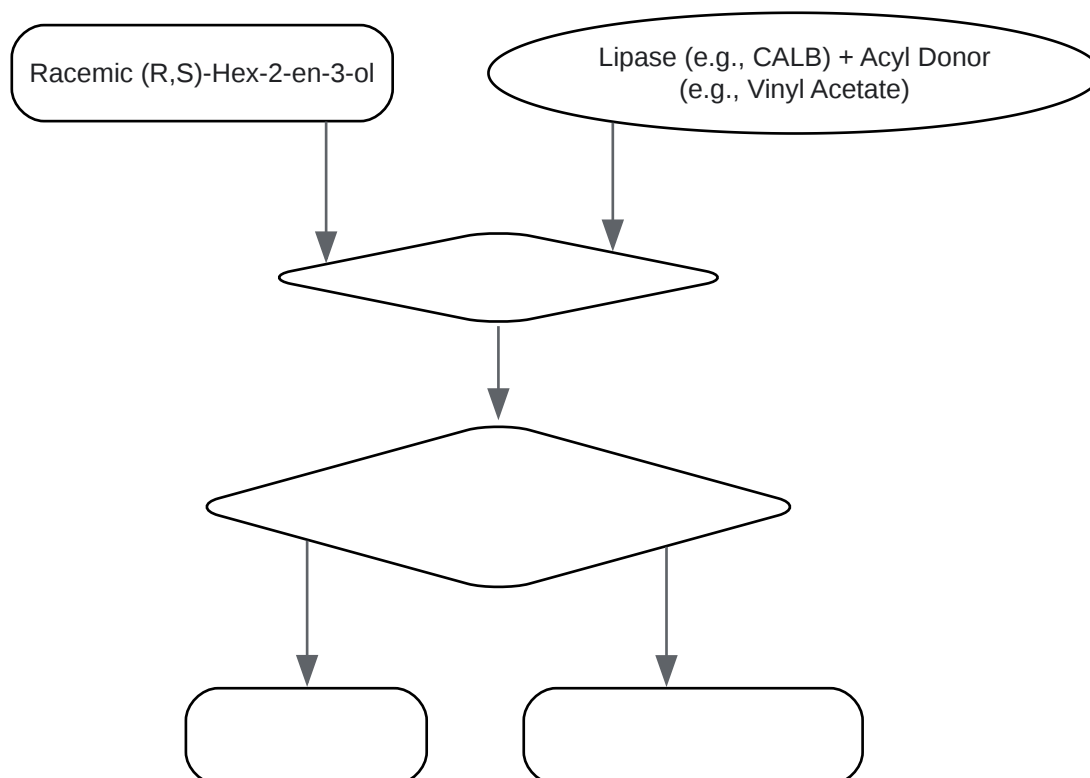 Racemic (R,S)-Hex-2-en-3-ol
Lipase (e.g., CALB) + Acyl Donor
(e.g., Vinyl Acetate)